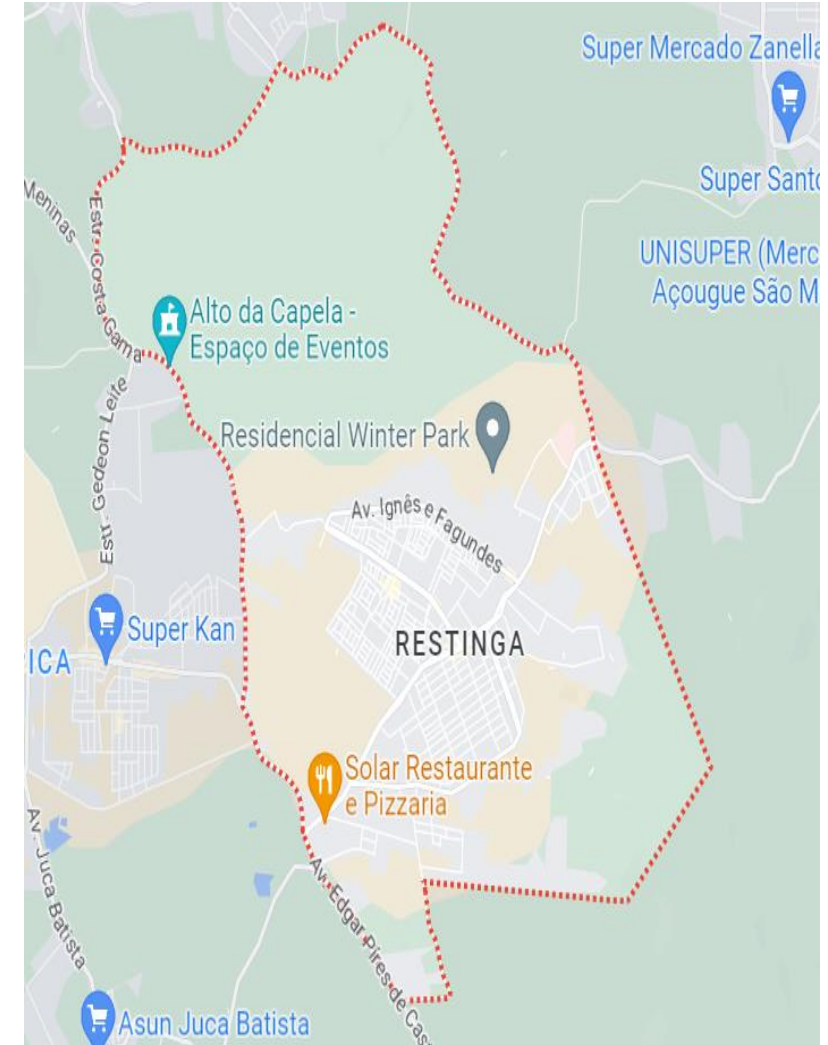 Super Mercado Zanella
Super Santo
UNISUPER (Merc
Açougue São M
Meninas
Estr. Costa Gama
Alto da Capela -
Espaço de Eventos
Estr. Gedeon Leite
Residencial Winter Park
Av. Ignês e Fagundes
Super Kan
ICA
RESTINGA
Solar Restaurante
e Pizzaria
Av. Juca Batista
Av. Edgar Pires de Cas
Asun Juca Batista